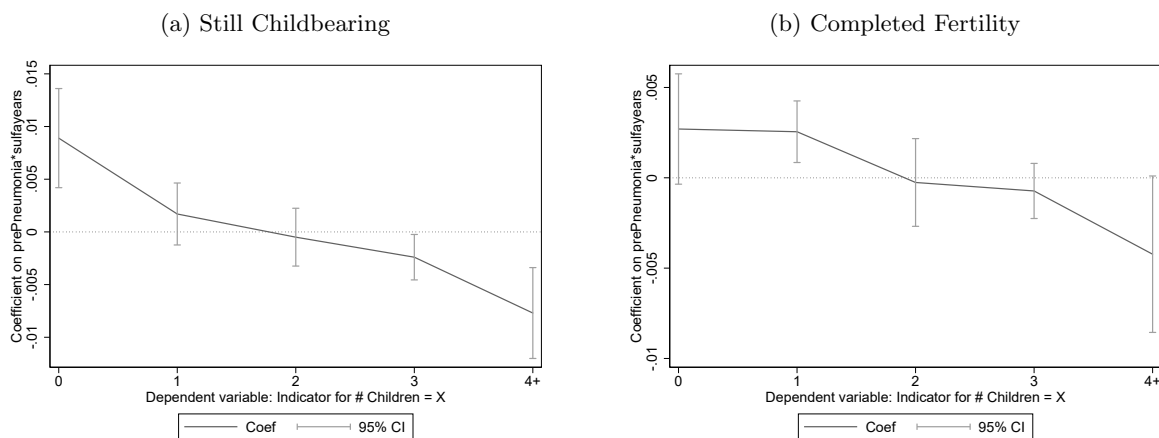 (a) Still Childbearing
Coefficient on prePneumonia*sulfayears
.015
.01
.005
0
-.005
-.01
0 1 2 3 4+
Dependent variable: Indicator for # Children = X
Coef 95% CI
(b) Completed Fertility
Coefficient on prePneumonia*sulfayears
.005
0
-.005
-.01
0 1 2 3 4+
Dependent variable: Indicator for # Children = X
Coef 95% CI